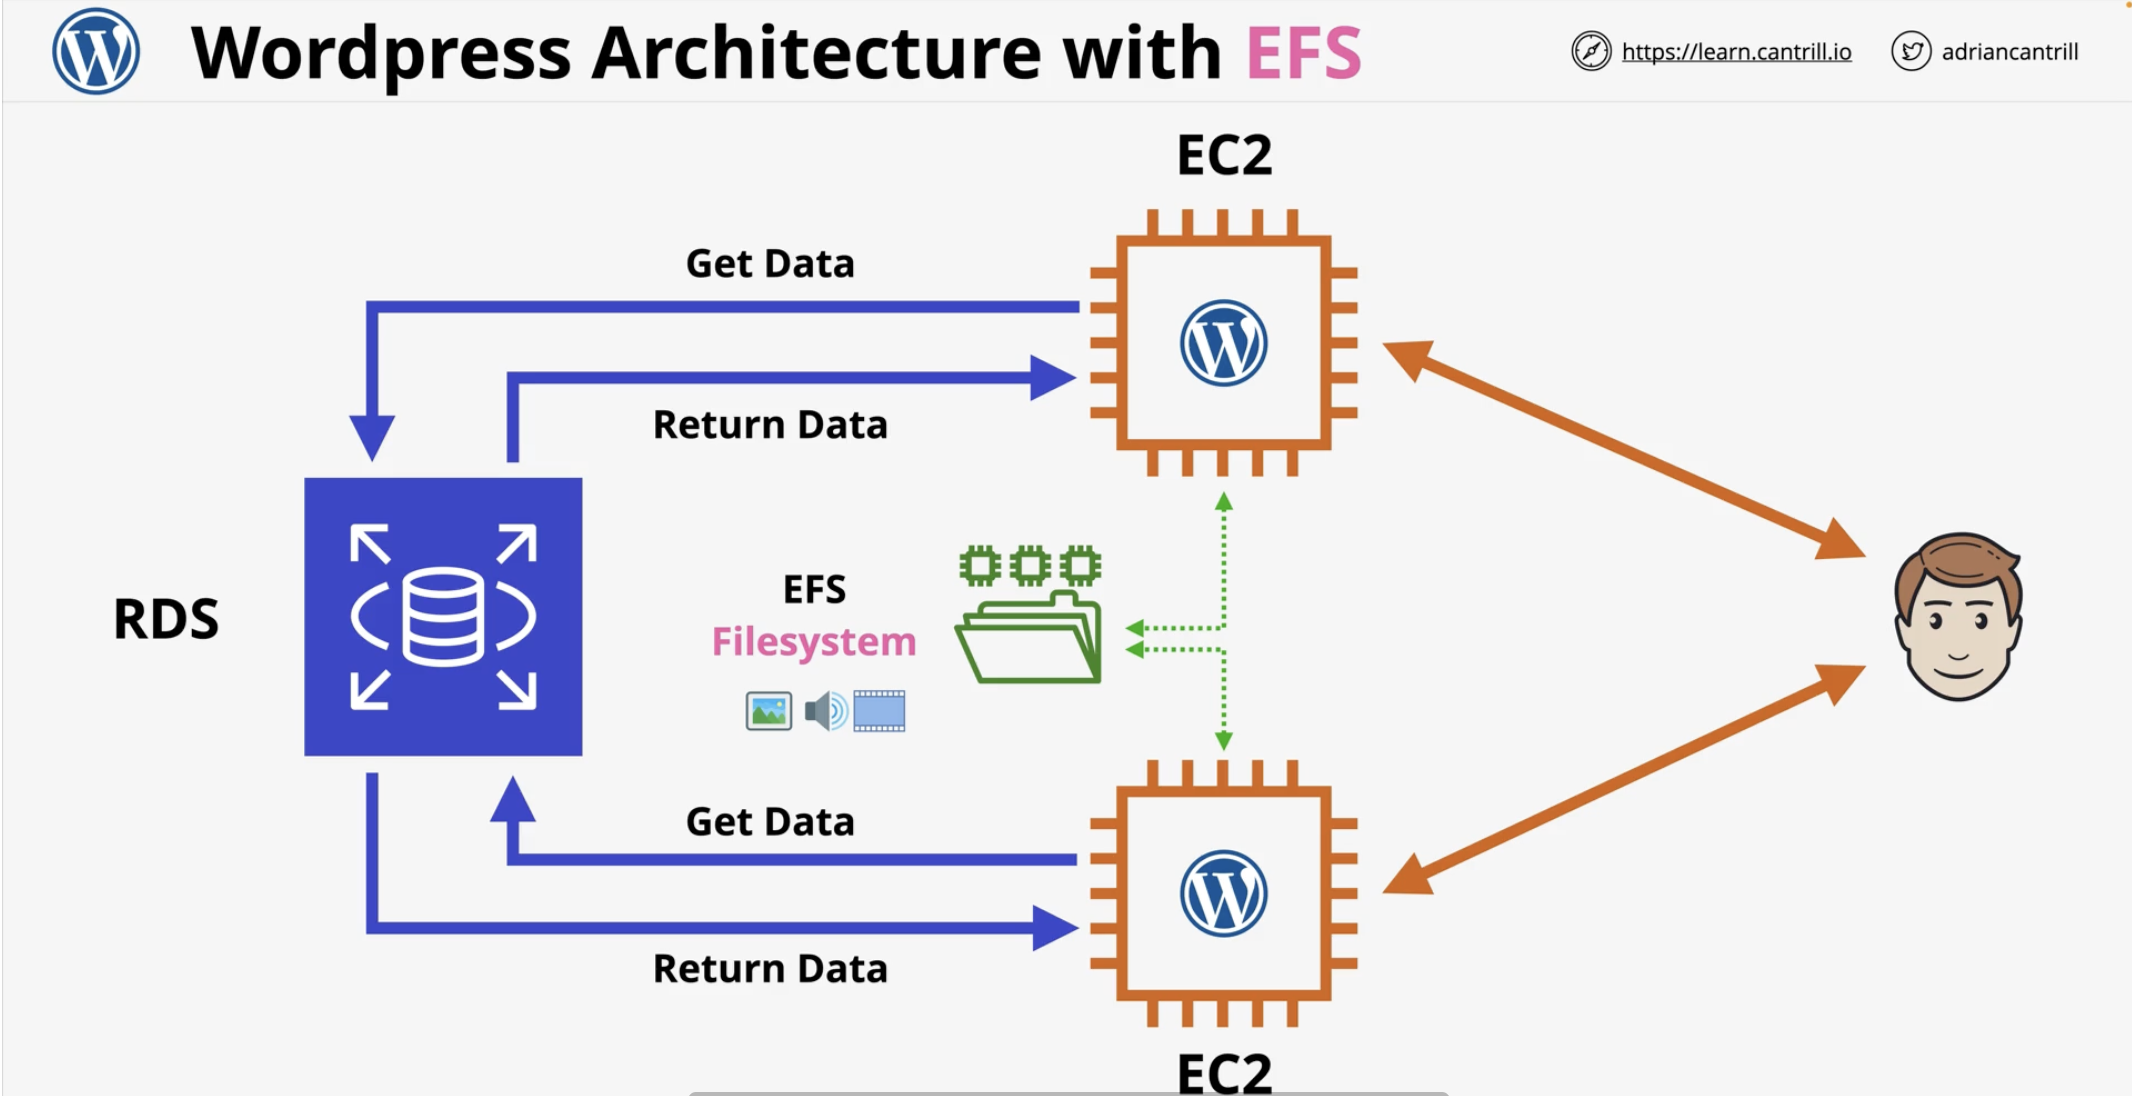 Wordpress Architecture with EFS
https://learn.cantrill.io
adriancantrill
EC2
Get Data
Return Data
RDS
EFS
Filesystem
Get Data
Return Data
EC2